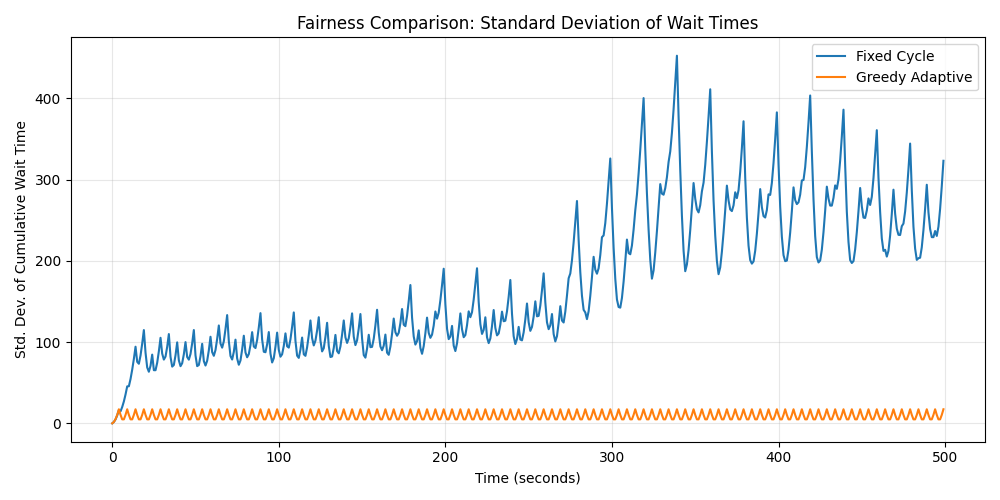 Fairness Comparison: Standard Deviation of Wait Times
Fixed Cycle
Greedy Adaptive
Std. Dev. of Cumulative Wait Time
400
300
200
100
0
0 100 200 300 400 500
Time (seconds)